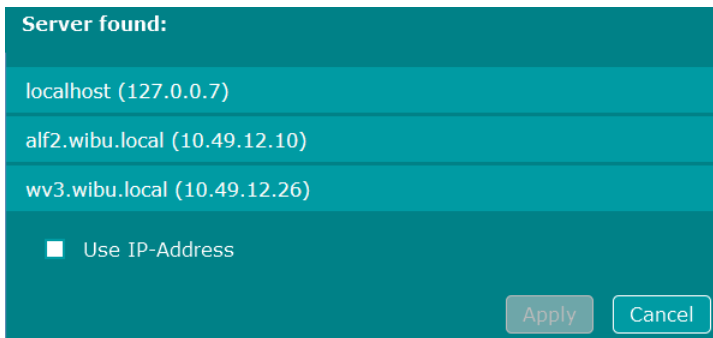 Server found:
localhost (127.0.0.7)
alf2.wibu.local (10.49.12.10)
wv3.wibu.local (10.49.12.26)
Use IP-Address
Apply Cancel